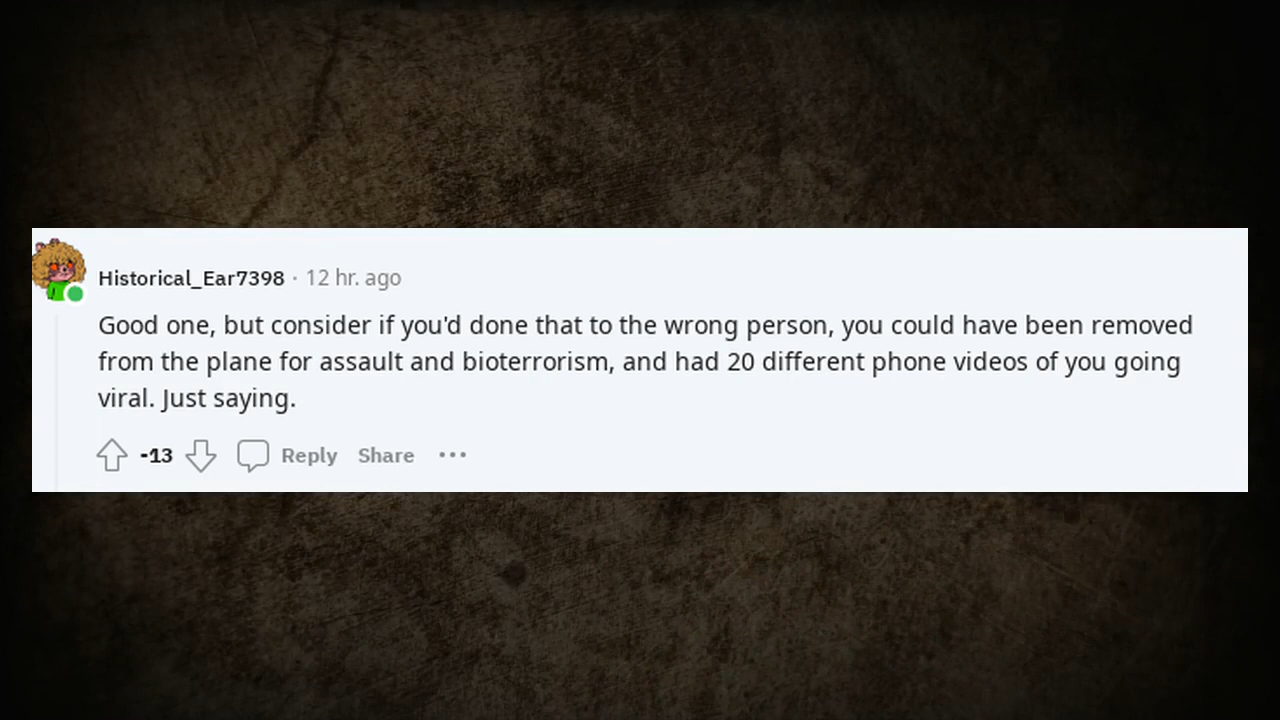 Historical_Ear7398 · 12 hr. ago
Good one, but consider if you'd done that to the wrong person, you could have been removed
from the plane for assault and bioterrorism, and had 20 different phone videos of you going
viral. Just saying.
-13 Reply Share ···